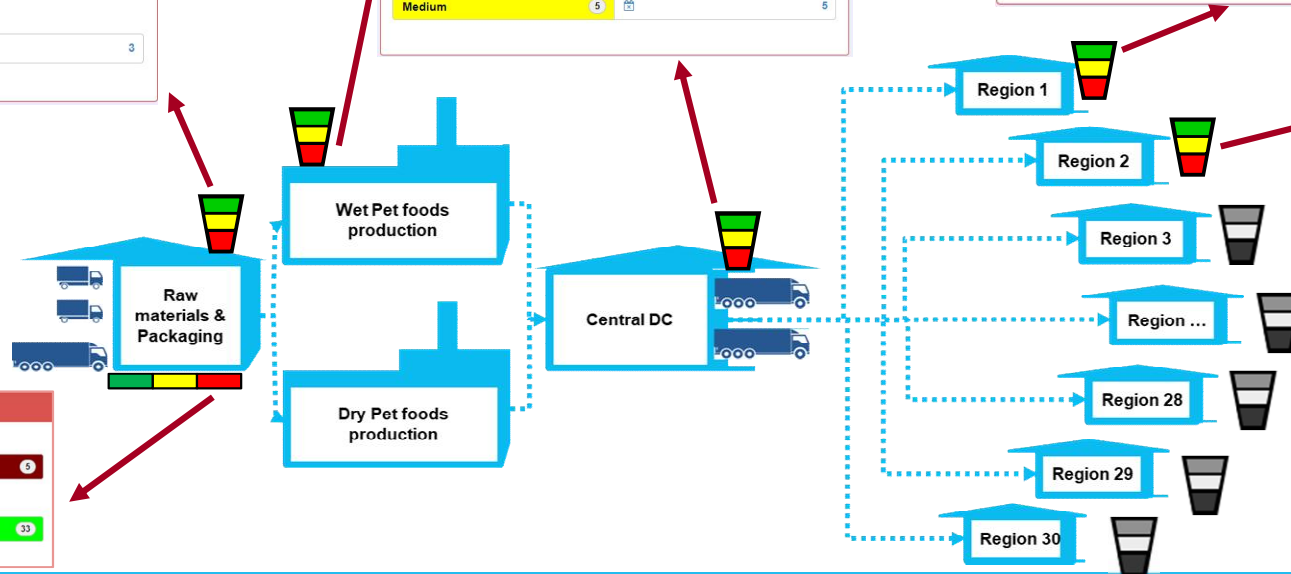 Medium 5 5
3
Region 1
Region 2
Wet Pet foods
production
Region 3
Raw
materials &
Packaging
Central DC
Region ...
Region 28
Dry Pet foods
production
5
Region 29
33
Region 30